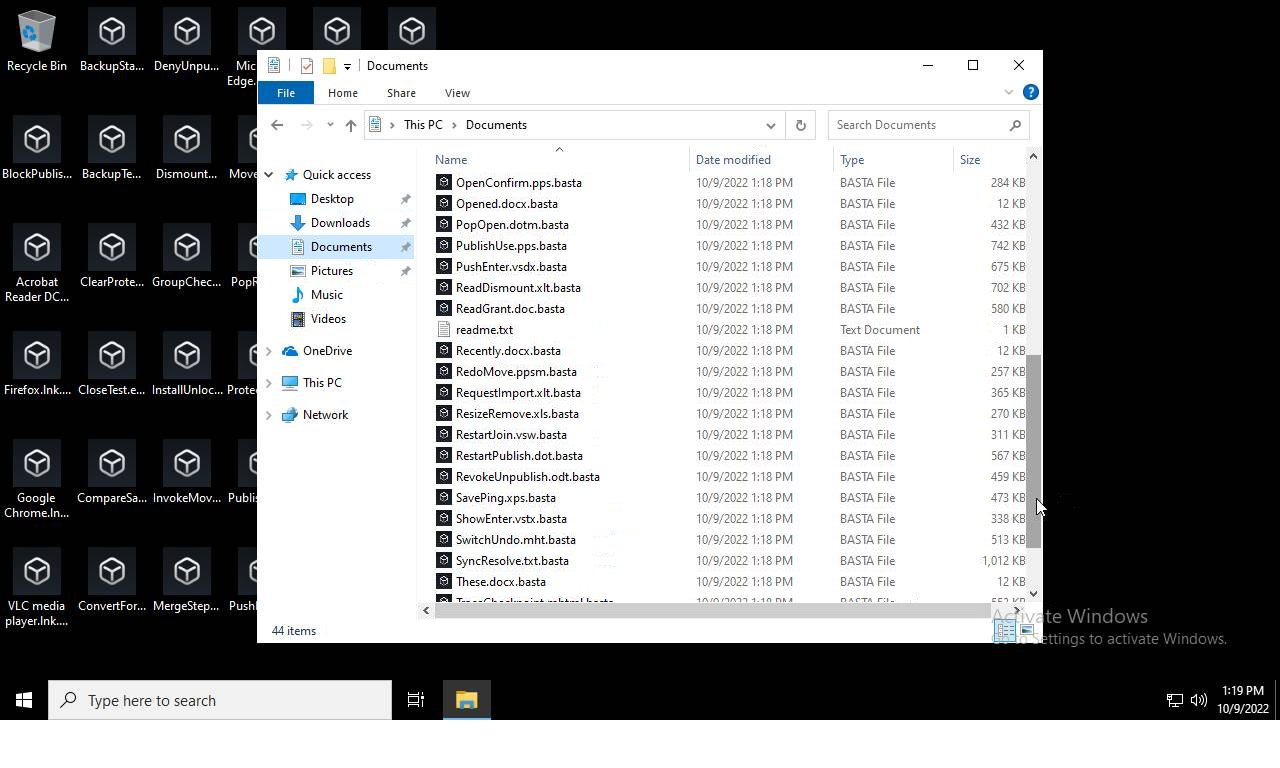 Recycle Bin
BackupSta...
DenyUnpu...
Mic
Edge.
BlockPublis...
BackupTe...
Dismount...
Move
Acrobat
Reader DC...
ClearProte...
GroupChec...
PopR
Firefox.lnk....
CloseTest.e...
InstallUnloc...
Protec
Google
Chrome.ln...
CompareSa...
InvokeMov...
Publis
VLC media
player.lnk....
ConvertFor...
MergeStep...
Documents
File Home Share View
This PC Documents
Search Documents
Quick access
Desktop
Downloads
Documents
Pictures
Music
Videos
OneDrive
This PC
Network
Name Date modified Type Size
OpenConfirm.pps.basta 10/9/2022 1:18 PM BASTA File 284 KB
Opened.docx.basta 10/9/2022 1:18 PM BASTA File 12 KB
PopOpen.dotm.basta 10/9/2022 1:18 PM BASTA File 432 KB
PublishUse.pps.basta 10/9/2022 1:18 PM BASTA File 742 KB
PushEnter.vsdx.basta 10/9/2022 1:18 PM BASTA File 675 KB
ReadDismount.xlt.basta 10/9/2022 1:18 PM BASTA File 702 KB
ReadGrant.doc.basta 10/9/2022 1:18 PM BASTA File 580 KB
readme.txt 10/9/2022 1:18 PM Text Document 1 KB
Recently.docx.basta 10/9/2022 1:18 PM BASTA File 12 KB
RedoMove.ppsm.basta 10/9/2022 1:18 PM BASTA File 257 KB
RequestImport.xlt.basta 10/9/2022 1:18 PM BASTA File 365 KB
ResizeRemove.xls.basta 10/9/2022 1:18 PM BASTA File 270 KB
RestartJoin.vsw.basta 10/9/2022 1:18 PM BASTA File 311 KB
RestartPublish.dot.basta 10/9/2022 1:18 PM BASTA File 567 KB
RevokeUnpublish.odt.basta 10/9/2022 1:18 PM BASTA File 459 KB
SavePing.xps.basta 10/9/2022 1:18 PM BASTA File 473 KB
ShowEnter.vstx.basta 10/9/2022 1:18 PM BASTA File 338 KB
SwitchUndo.mht.basta 10/9/2022 1:18 PM BASTA File 513 KB
SyncResolve.txt.basta 10/9/2022 1:18 PM BASTA File 1,012 KB
These.docx.basta 10/9/2022 1:18 PM BASTA File 12 KB
44 items
Activate Windows
Go to Settings to activate Windows.
Type here to search
1:19 PM
10/9/2022